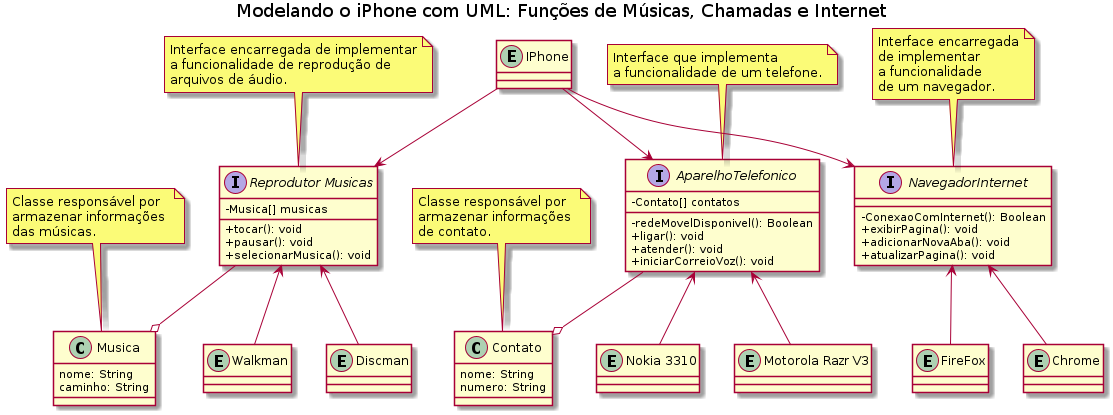 Modelando o iPhone com UML: Funções de Músicas, Chamadas e Internet
Interface encarregada de implementar
a funcionalidade de reprodução de
arquivos de áudio.
E IPhone
Interface que implementa
a funcionalidade de um telefone.
Interface encarregada
de implementar
a funcionalidade
de um navegador.
Classe responsável por
armazenar informações
das músicas.
I Reprodutor Musicas
-Musica[] musicas
+tocar(): void
+pausar(): void
+selecionarMusica(): void
Classe responsável por
armazenar informações
de contato.
I AparelhoTelefonico
-Contato[] contatos
-redeMovelDisponivel(): Boolean
+ligar(): void
+atender(): void
+iniciarCorreioVoz(): void
I NavegadorInternet
-ConexaoComInternet(): Boolean
+exibirPagina(): void
+adicionarNovaAba(): void
+atualizarPagina(): void
C Musica
nome: String
caminho: String
E Walkman
E Discman
C Contato
nome: String
numero: String
E Nokia 3310
E Motorola Razr V3
E FireFox
E Chrome